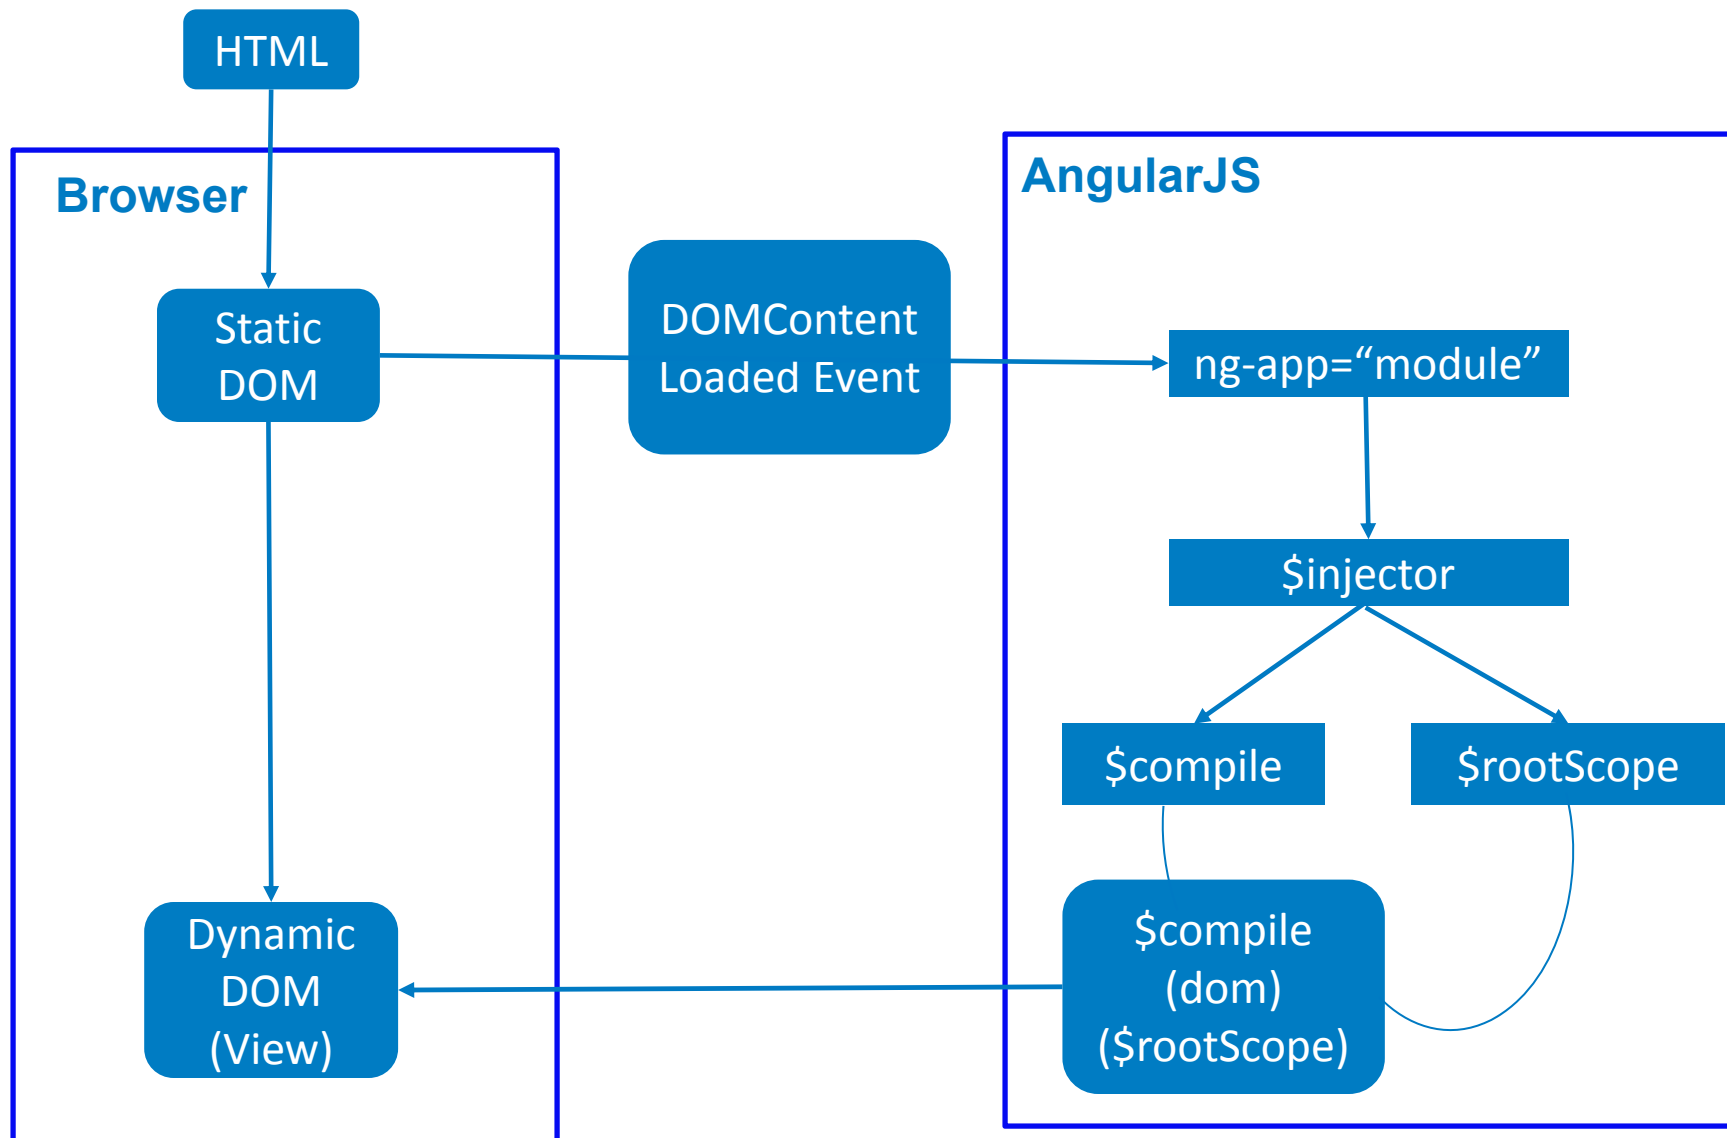 HTML
Browser
AngularJS
Static
DOM
DOMContent
Loaded Event
ng-app=“module”
$injector
$compile
$rootScope
Dynamic
DOM
(View)
$compile
(dom)
($rootScope)